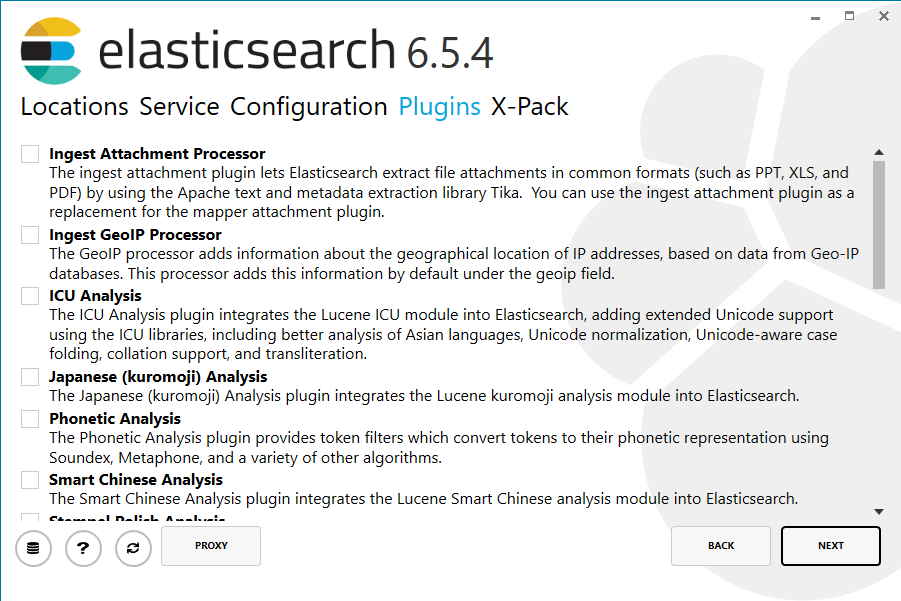 elasticsearch 6.5.4
Locations Service Configuration Plugins X-Pack
Ingest Attachment Processor
The ingest attachment plugin lets Elasticsearch extract file attachments in common formats (such as PPT, XLS, and
PDF) by using the Apache text and metadata extraction library Tika.  You can use the ingest attachment plugin as a
replacement for the mapper attachment plugin.
Ingest GeoIP Processor
The GeoIP processor adds information about the geographical location of IP addresses, based on data from Geo-IP
databases. This processor adds this information by default under the geoip field.
ICU Analysis
The ICU Analysis plugin integrates the Lucene ICU module into Elasticsearch, adding extended Unicode support
using the ICU libraries, including better analysis of Asian languages, Unicode normalization, Unicode-aware case
folding, collation support, and transliteration.
Japanese (kuromoji) Analysis
The Japanese (kuromoji) Analysis plugin integrates the Lucene kuromoji analysis module into Elasticsearch.
Phonetic Analysis
The Phonetic Analysis plugin provides token filters which convert tokens to their phonetic representation using
Soundex, Metaphone, and a variety of other algorithms.
Smart Chinese Analysis
The Smart Chinese Analysis plugin integrates the Lucene Smart Chinese analysis module into Elasticsearch.
Stempel Polish Analysis
? PROXY BACK NEXT